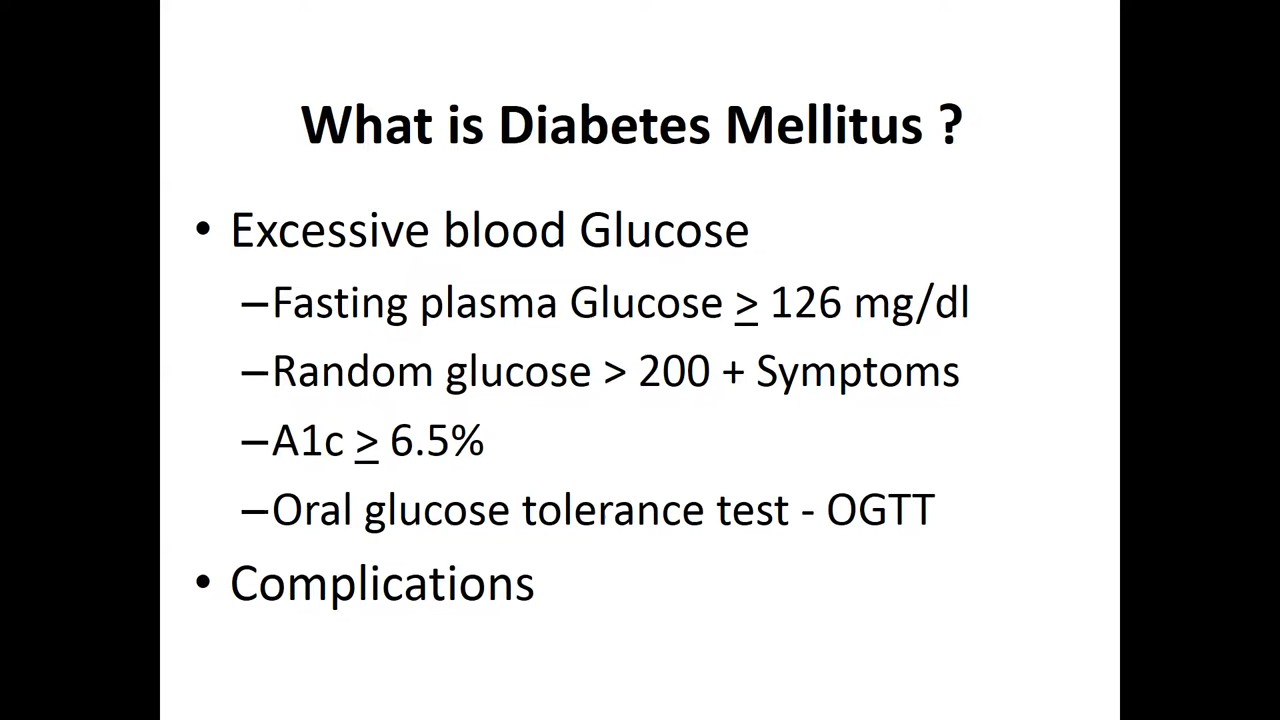 What is Diabetes Mellitus ?
• Excessive blood Glucose
–Fasting plasma Glucose ≥ 126 mg/dl
–Random glucose > 200 + Symptoms
–A1c ≥ 6.5%
–Oral glucose tolerance test - OGTT
• Complications